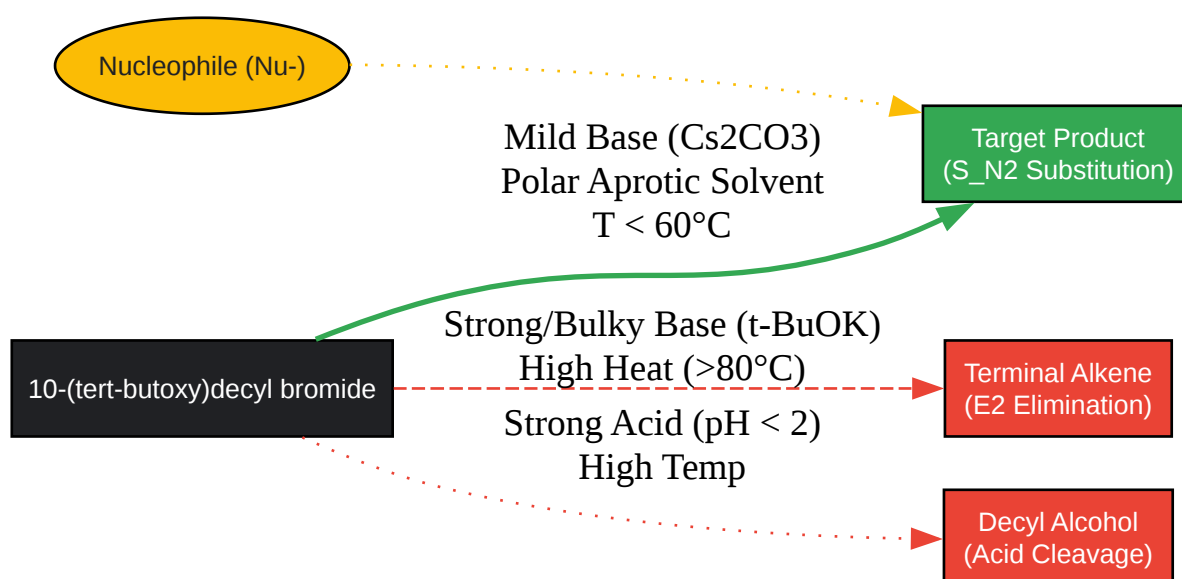 Nucleophile (Nu-)
Mild Base (Cs2CO3)
Polar Aprotic Solvent
T < 60°C
Target Product
(S_N2 Substitution)
10-(tert-butoxy)decyl bromide
Strong/Bulky Base (t-BuOK)
High Heat (>80°C)
Terminal Alkene
(E2 Elimination)
Strong Acid (pH < 2)
High Temp
Decyl Alcohol
(Acid Cleavage)